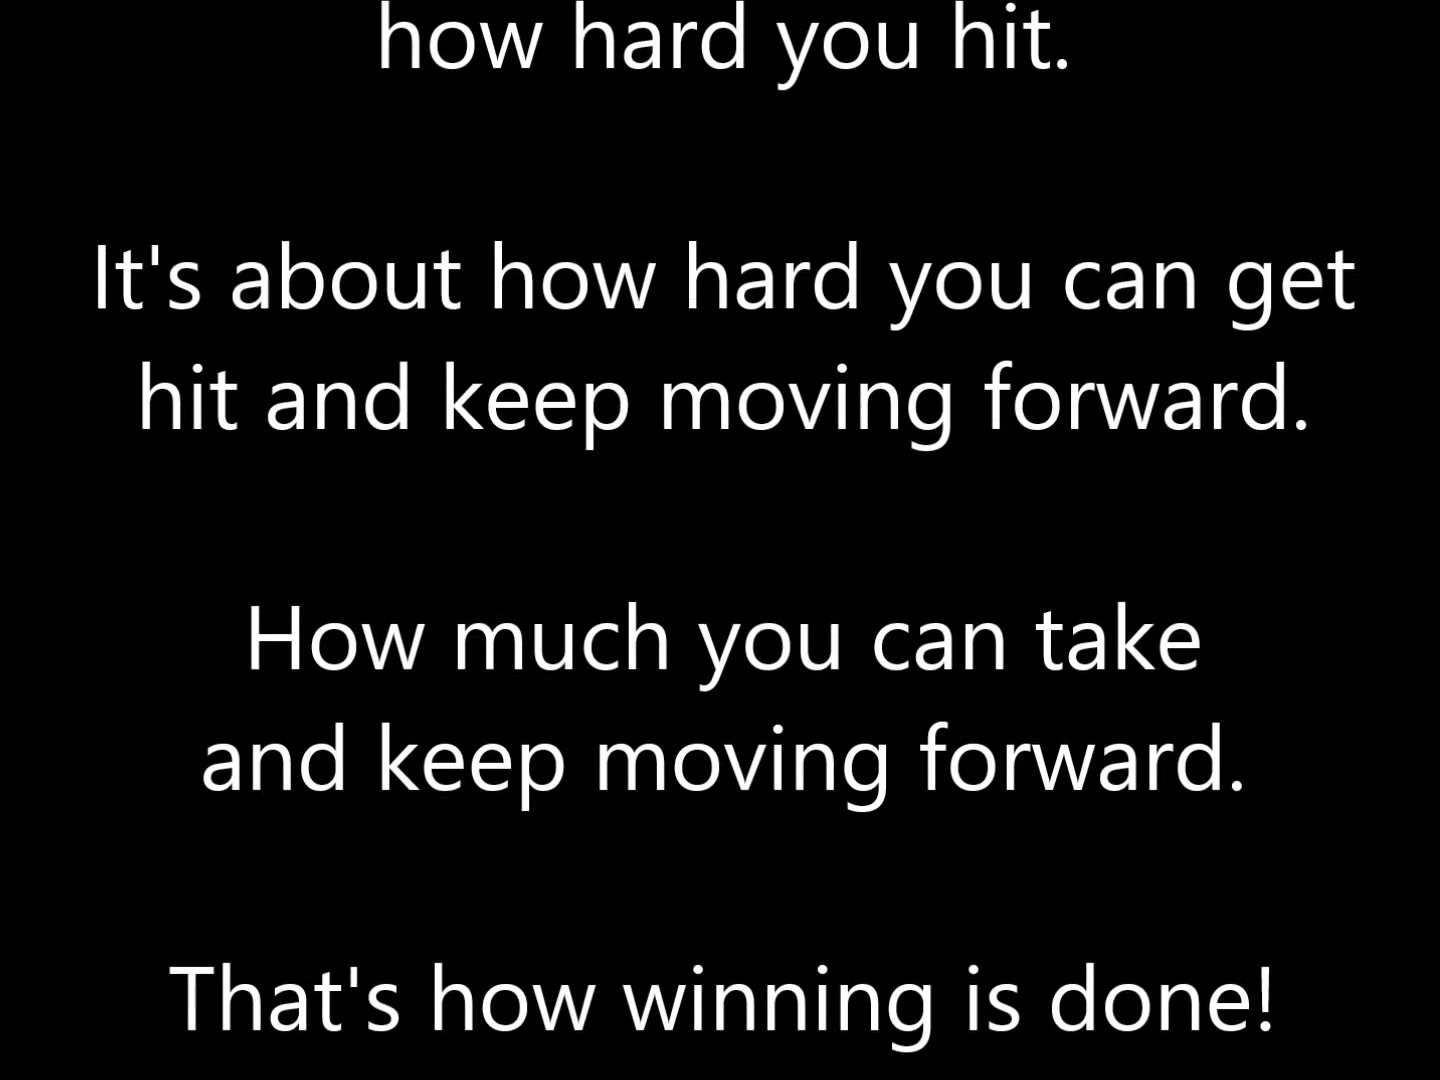 how hard you hit.
It's about how hard you can get
hit and keep moving forward.
How much you can take
and keep moving forward.
That's how winning is done!